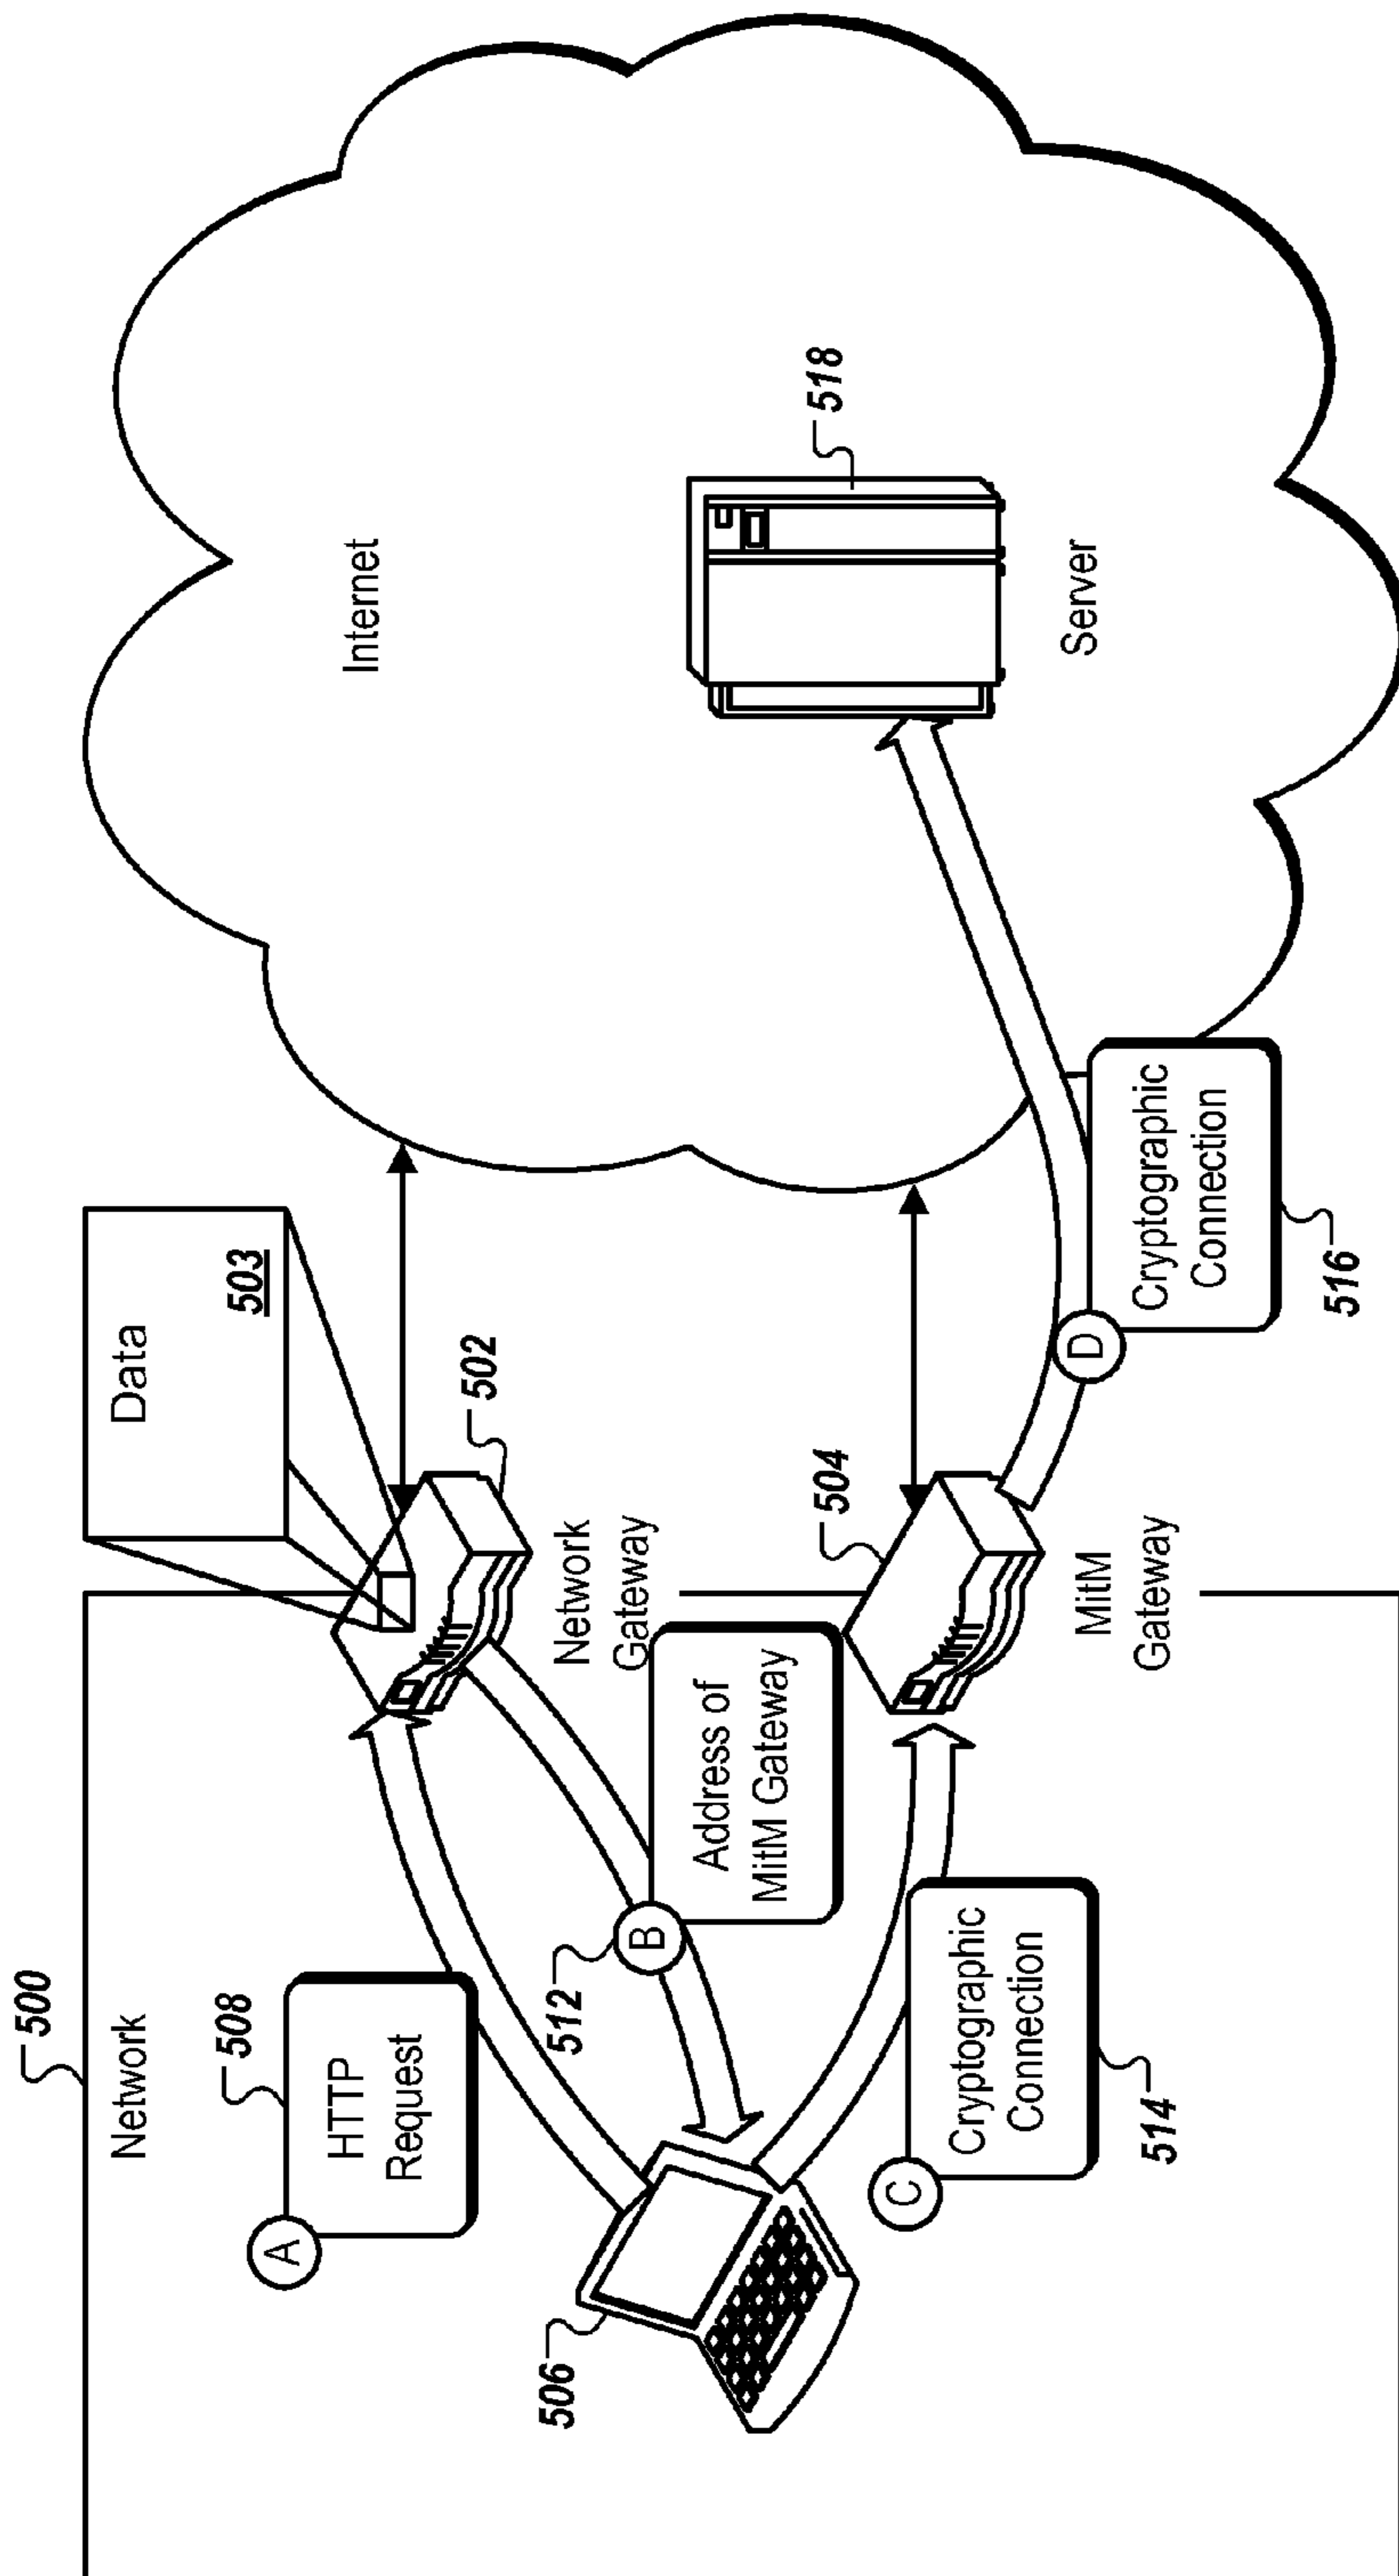 500
Network
508
A
HTTP
Request
506
512
B
Address of
MitM Gateway
C
Cryptographic
Connection
514
Data
503
502
Network
Gateway
504
MitM
Gateway
D
Cryptographic
Connection
516
Internet
518
Server